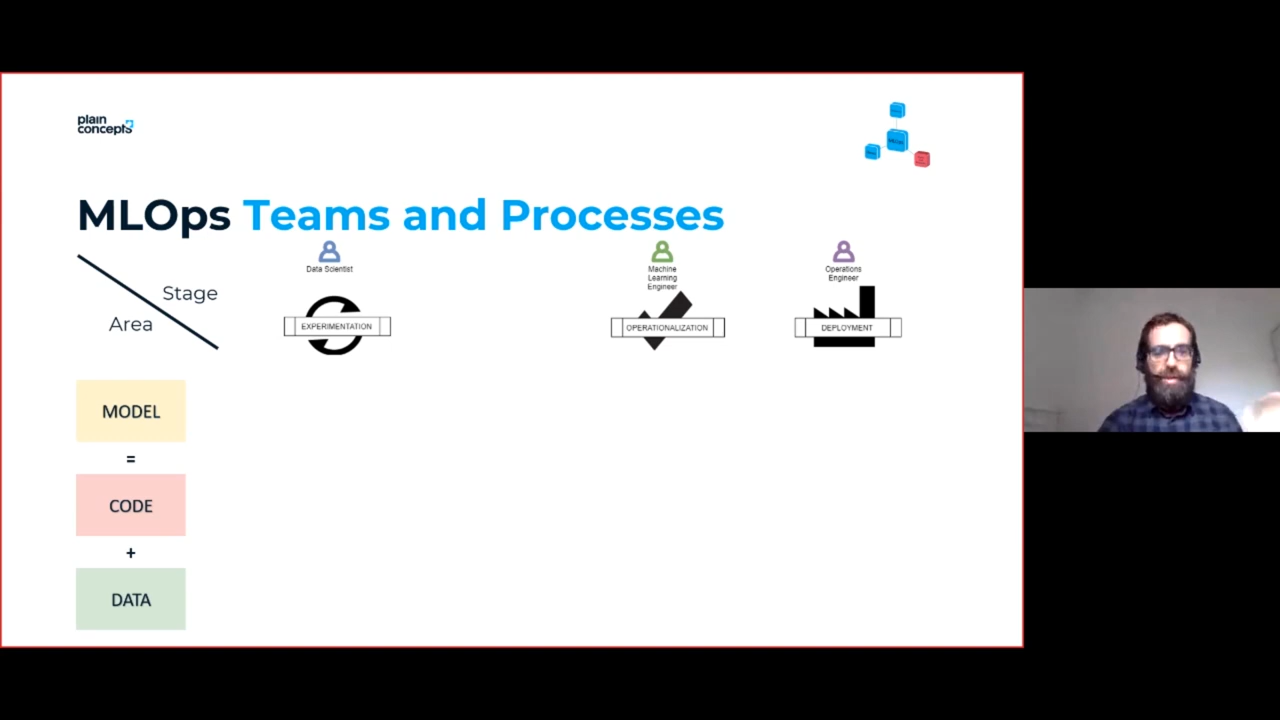 plain
concepts
MLOps Teams and Processes
Stage
Area
Data Scientist
Machine
Learning
Engineer
Operations
Engineer
EXPERIMENTATION
OPERATIONALIZATION
DEPLOYMENT
MODEL
=
CODE
+
DATA